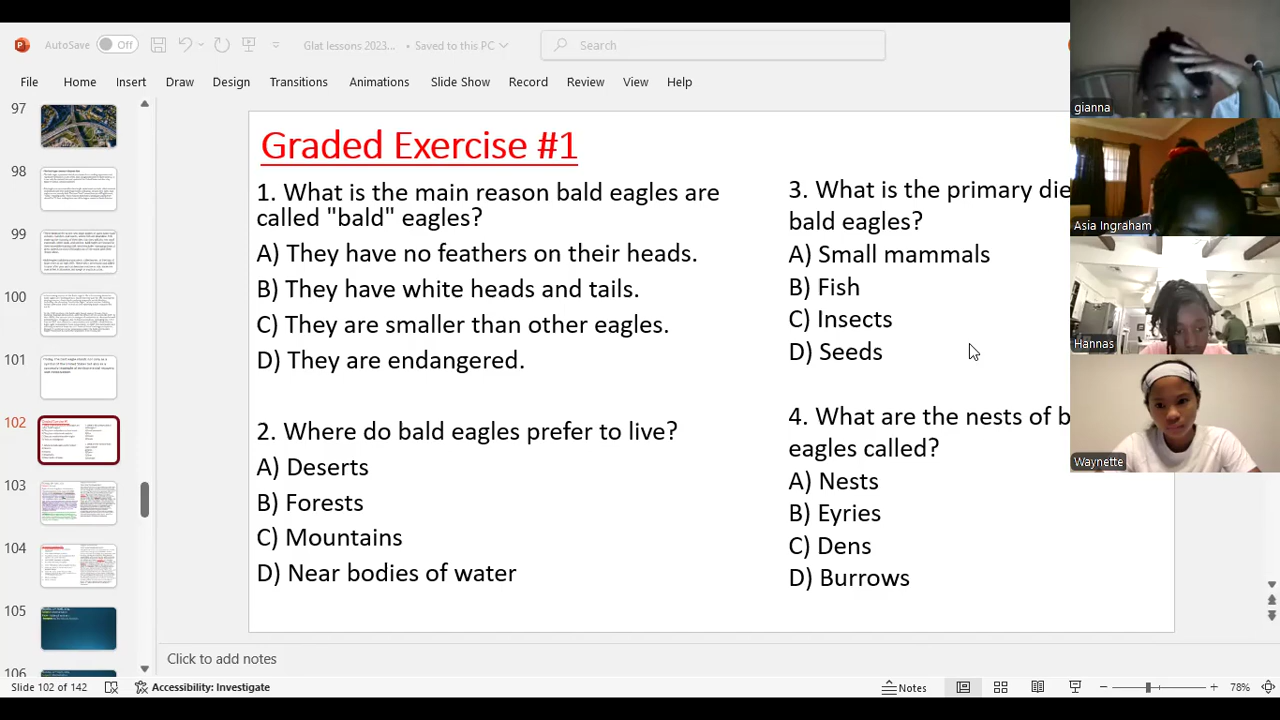 AutoSave Off Glat lessons 2023... Saved to this PC Search
File Home Insert Draw Design Transitions Animations Slide Show Record Review View Help
97
98
99
100
101
102
103
104
105
106
Graded Exercise #1
1. What is the main reason bald eagles are
called "bald" eagles?
A) They have no feathers on their heads.
B) They have white heads and tails.
C) They are smaller than other eagles.
D) They are endangered.
2. Where do bald eagles prefer to live?
A) Deserts
B) Forests
C) Mountains
D) Near bodies of water
3. What is the primary die
bald eagles?
A) Small mammals
B) Fish
C) Insects
D) Seeds
4. What are the nests of b
eagles called?
A) Nests
B) Eyries
C) Dens
D) Burrows
gianna
Asia Ingraham
Hannas
Waynette
Click to add notes
Slide 102 of 142 Accessibility: Investigate Notes 78%